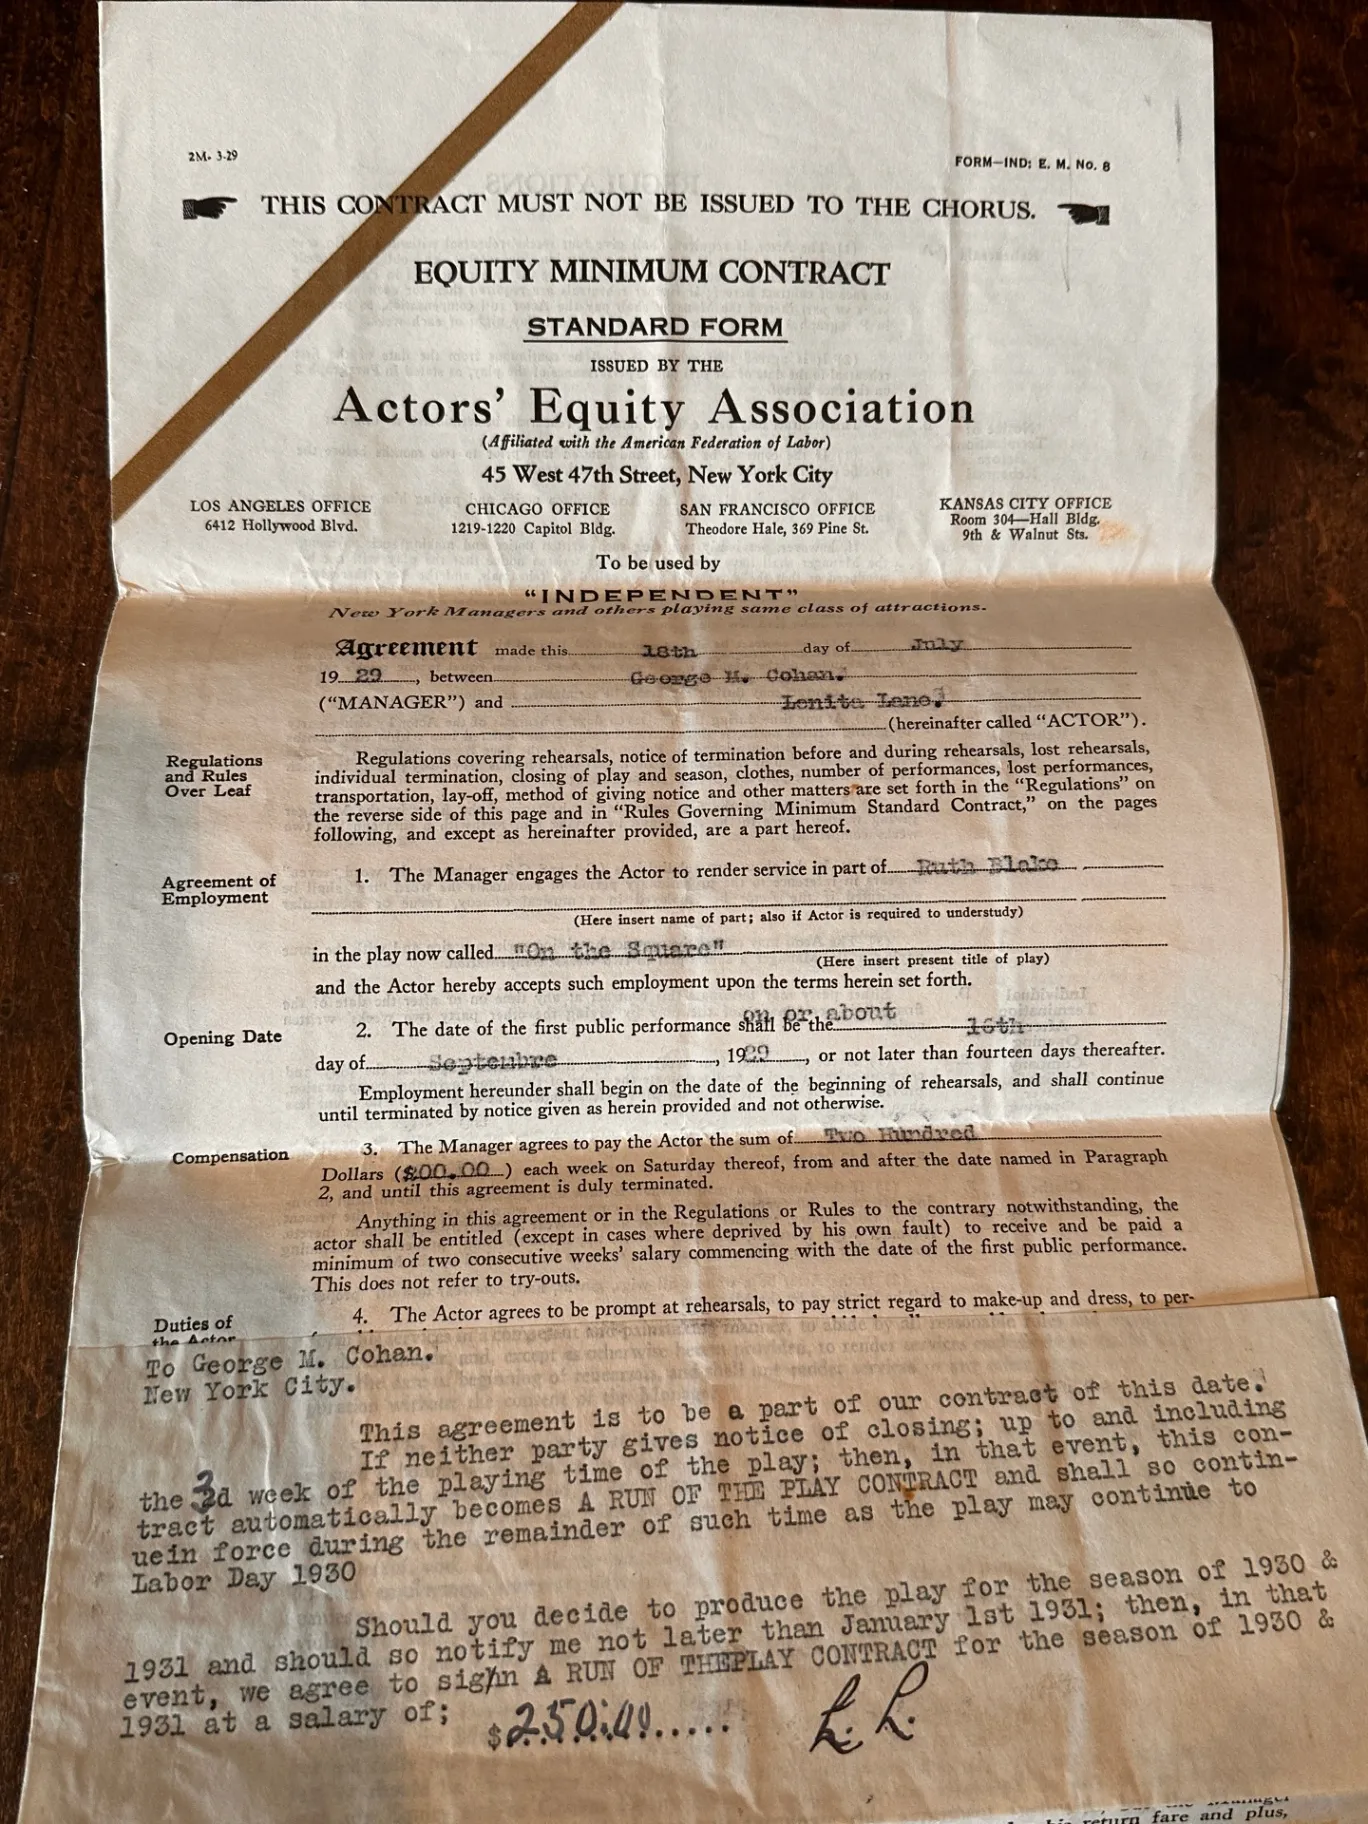 2M- 3-29
FORM—IND: E. M. No. 8
THIS CONTRACT MUST NOT BE ISSUED TO THE CHORUS.
EQUITY MINIMUM CONTRACT
STANDARD FORM
ISSUED BY THE
Actors' Equity Association
(Affiliated with the American Federation of Labor)
45 West 47th Street, New York City
LOS ANGELES OFFICE
6412 Hollywood Blvd.
CHICAGO OFFICE
1219-1220 Capitol Bldg.
SAN FRANCISCO OFFICE
Theodore Hale, 369 Pine St.
KANSAS CITY OFFICE
Room 304—Hall Bldg.
9th & Walnut Sts.
To be used by
"INDEPENDENT"
New York Managers and others playing same class of attractions.
Agreement made this 18th day of July
19 29, between George M. Cohan.
("MANAGER") and Lenita Lane.
(hereinafter called "ACTOR").
Regulations
and Rules
Over Leaf
Regulations covering rehearsals, notice of termination before and during rehearsals, lost rehearsals,
individual termination, closing of play and season, clothes, number of performances, lost performances,
transportation, lay-off, method of giving notice and other matters are set forth in the "Regulations" on
the reverse side of this page and in "Rules Governing Minimum Standard Contract," on the pages
following, and except as hereinafter provided, are a part hereof.
Agreement of
Employment
1. The Manager engages the Actor to render service in part of Ruth Blake
(Here insert name of part; also if Actor is required to understudy)
in the play now called "On the Square"
(Here insert present title of play)
and the Actor hereby accepts such employment upon the terms herein set forth.
Opening Date
on or about
2. The date of the first public performance shall be the 16th
day of Septembre, 1929, or not later than fourteen days thereafter.
Employment hereunder shall begin on the date of the beginning of rehearsals, and shall continue
until terminated by notice given as herein provided and not otherwise.
Compensation
3. The Manager agrees to pay the Actor the sum of Two Hundred
Dollars ($200.00) each week on Saturday thereof, from and after the date named in Paragraph
2, and until this agreement is duly terminated.
Anything in this agreement or in the Regulations or Rules to the contrary notwithstanding, the
actor shall be entitled (except in cases where deprived by his own fault) to receive and be paid a
minimum of two consecutive weeks' salary commencing with the date of the first public performance.
This does not refer to try-outs.
Duties of
the Actor
4. The Actor agrees to be prompt at rehearsals, to pay strict regard to make-up and dress, to per-
To George M. Cohan.
New York City.
This agreement is to be a part of our contract of this date.
If neither party gives notice of closing; up to and including
the 3d week of the playing time of the play; then, in that event, this con-
tract automatically becomes A RUN OF THE PLAY CONTRACT and shall so contin-
uein force during the remainder of such time as the play may continue to
Labor Day 1930
Should you decide to produce the play for the season of 1930 &
1931 and should so notify me not later than January 1st 1931; then, in that
event, we agree to sig/n A RUN OF THEPLAY CONTRACT for the season of 1930 &
1931 at a salary of; $250.00..... L. L.
return fare and plus,